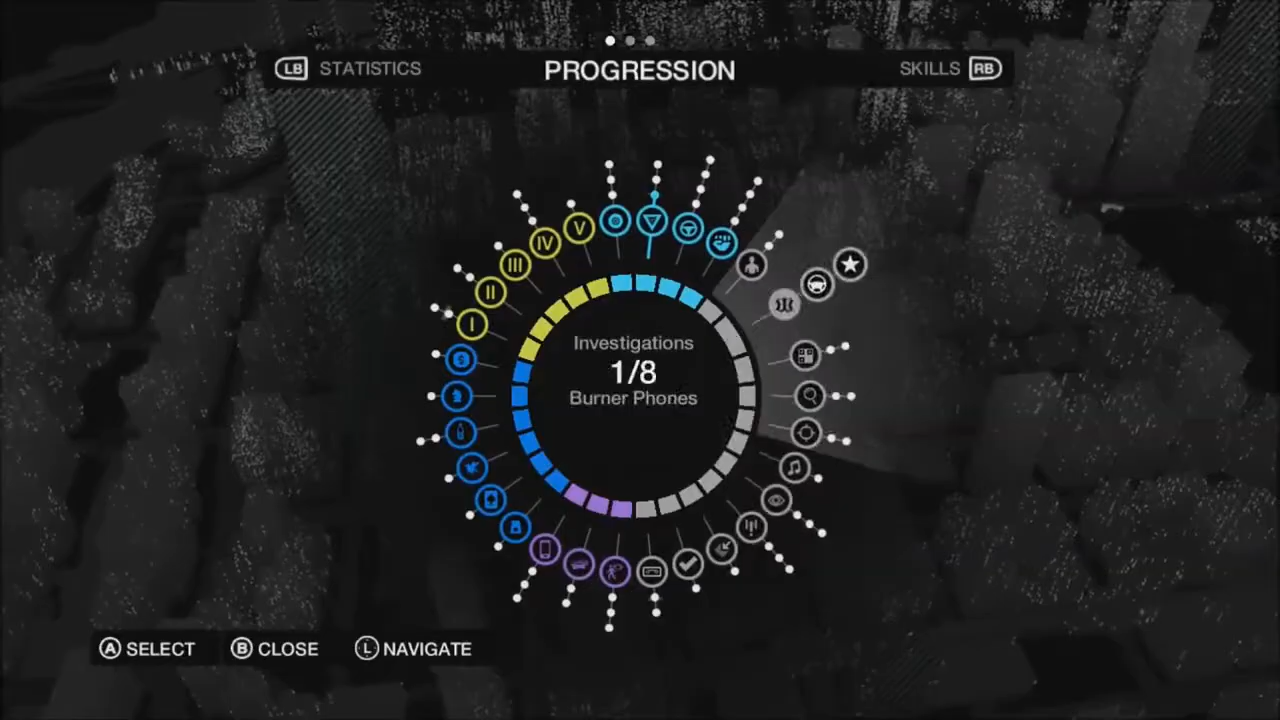 LB STATISTICS
PROGRESSION
SKILLS RB
V
IV
III
II
I
Investigations
1/8
Burner Phones
A SELECT
B CLOSE
L NAVIGATE